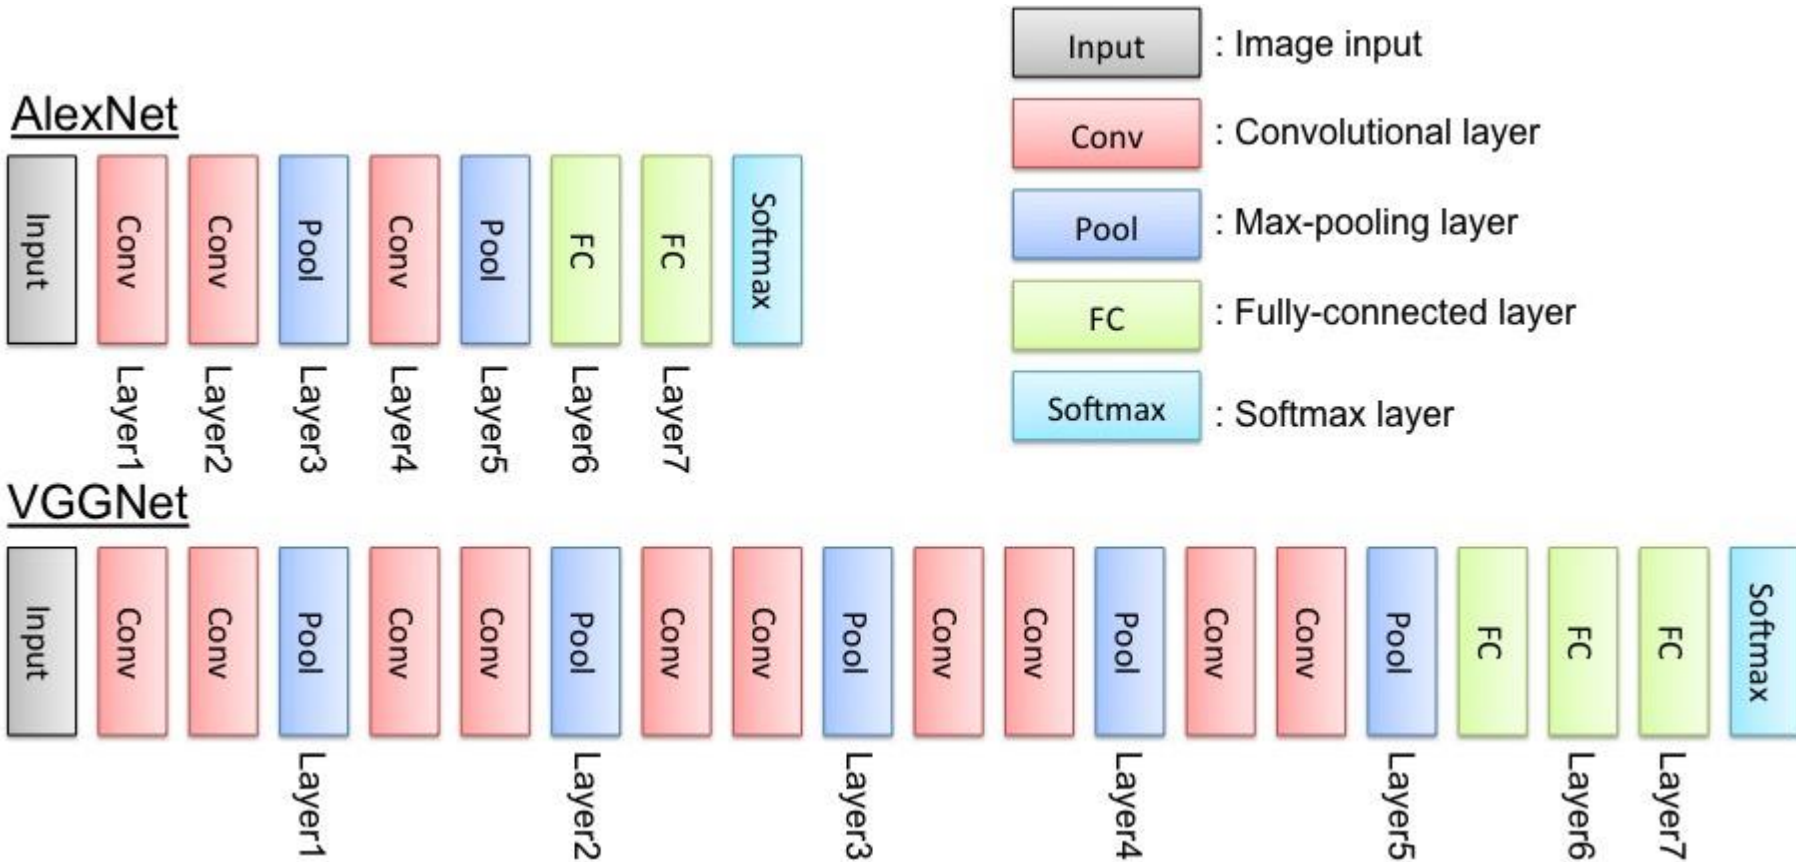 Input : Image input
AlexNet
Conv : Convolutional layer
Input Conv Conv Pool Conv Pool FC FC Softmax
Pool : Max-pooling layer
FC : Fully-connected layer
Softmax : Softmax layer
Layer1 Layer2 Layer3 Layer4 Layer5 Layer6 Layer7
VGGNet
Input Conv Conv Pool Conv Conv Pool Conv Conv Pool Conv Conv Pool Conv Conv Pool FC FC FC Softmax
Layer1 Layer2 Layer3 Layer4 Layer5 Layer6 Layer7